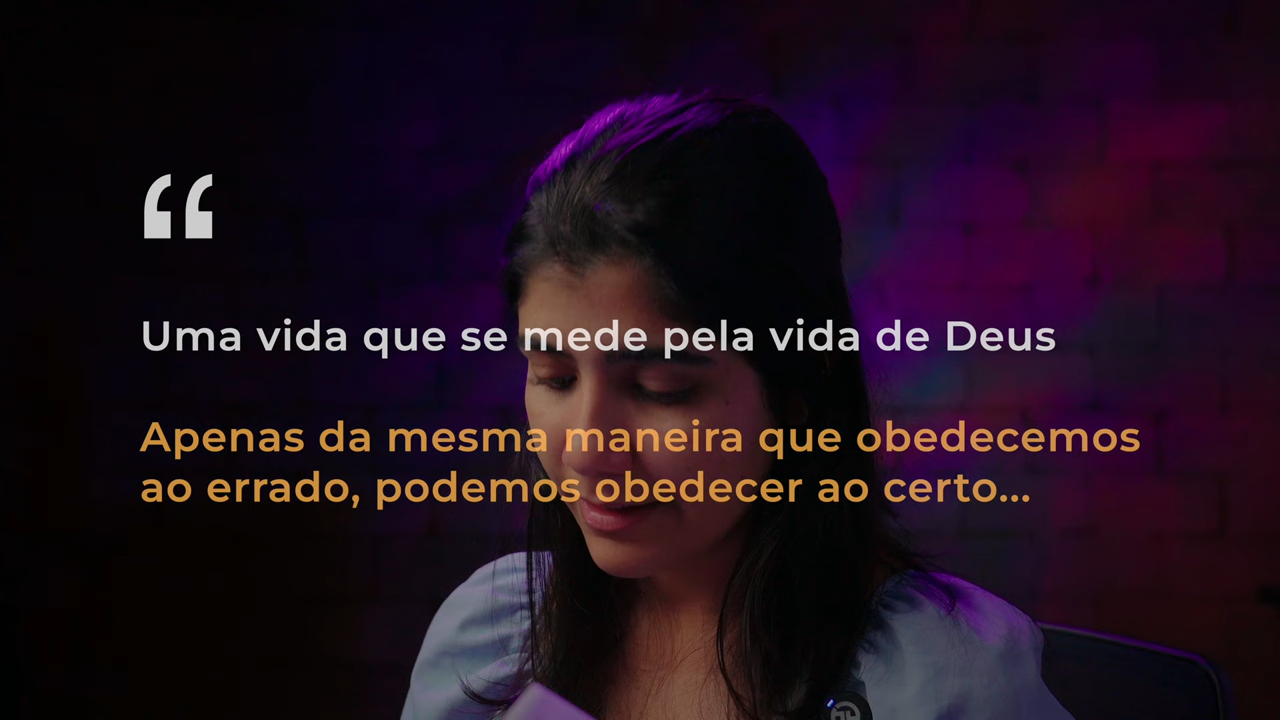 “
Uma vida que se mede pela vida de Deus
Apenas da mesma maneira que obedecemos
ao errado, podemos obedecer ao certo...